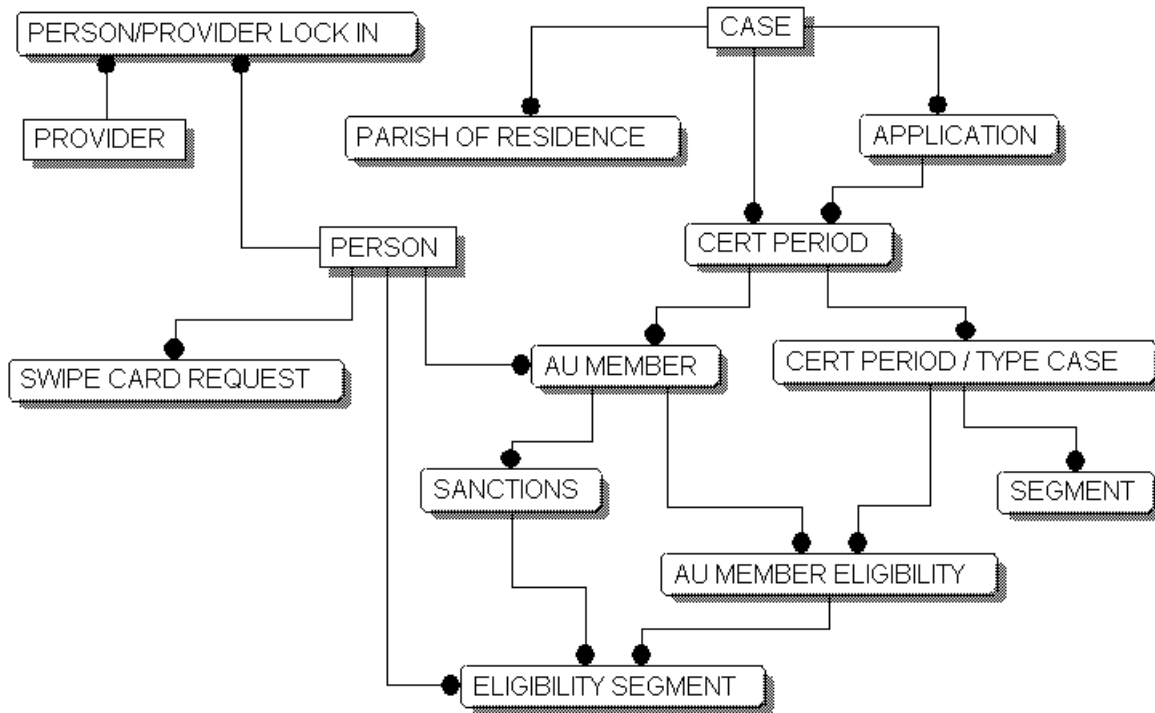 PERSON/PROVIDER LOCK IN
CASE
PROVIDER
PARISH OF RESIDENCE
APPLICATION
PERSON
CERT PERIOD
SWIPE CARD REQUEST
AU MEMBER
CERT PERIOD / TYPE CASE
SANCTIONS
SEGMENT
AU MEMBER ELIGIBILITY
ELIGIBILITY SEGMENT